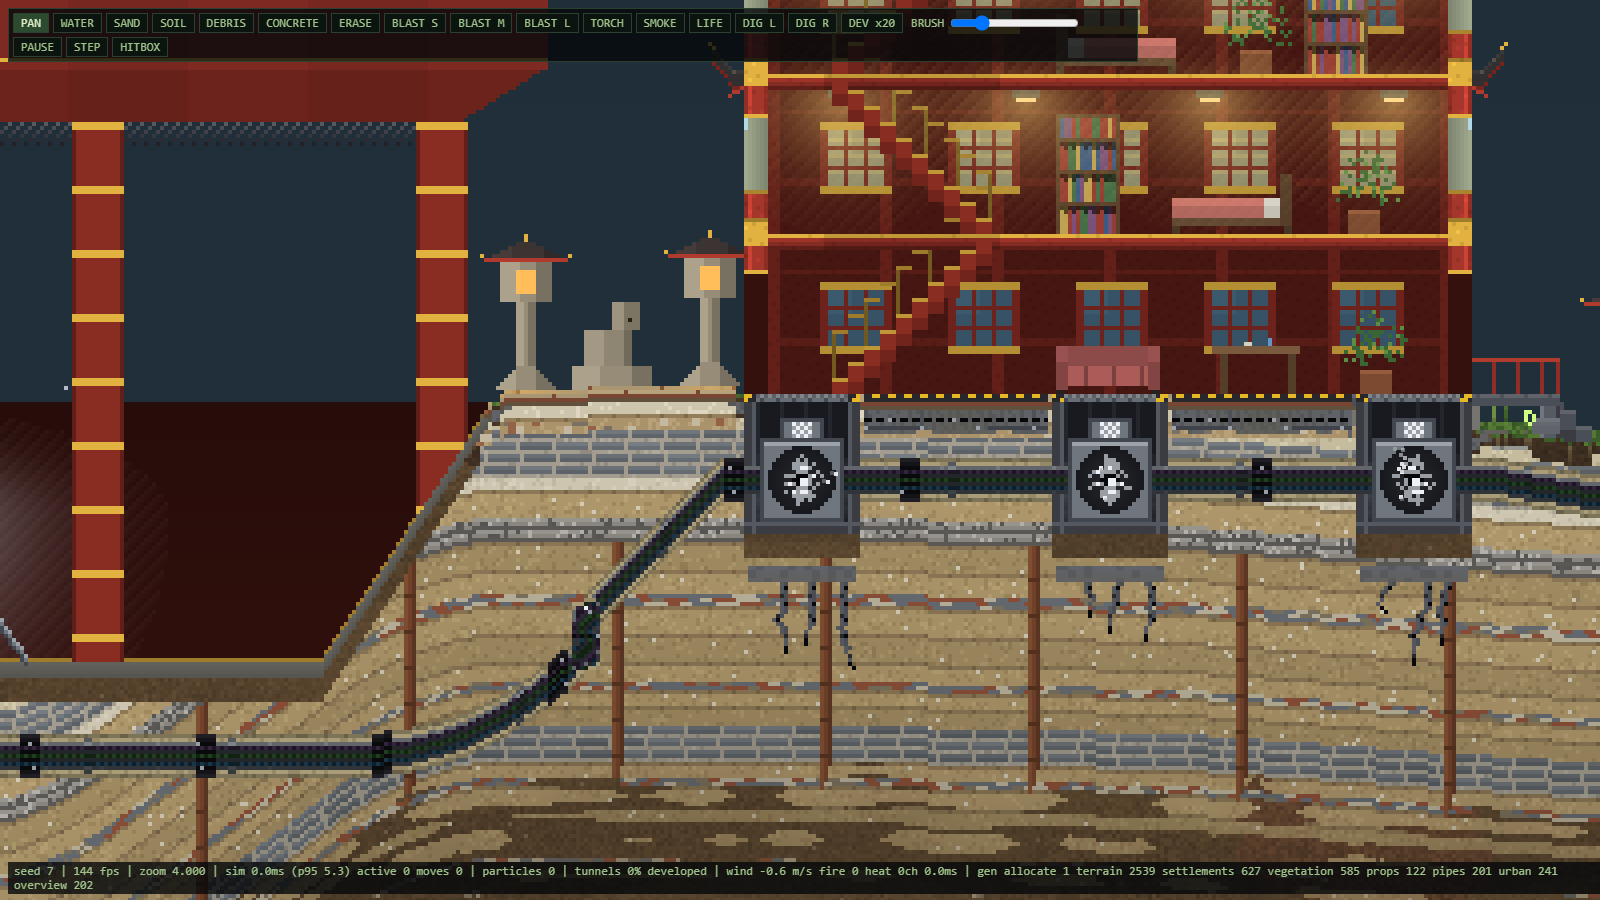 PAN WATER SAND SOIL DEBRIS CONCRETE ERASE BLAST S BLAST M BLAST L TORCH SMOKE LIFE DIG L DIG R DEV x20 BRUSH
PAUSE STEP HITBOX
seed 7 | 144 fps | zoom 4.000 | sim 0.0ms (p95 5.3) active 0 moves 0 | particles 0 | tunnels 0% developed | wind -0.6 m/s fire 0 heat 0ch 0.0ms | gen allocate 1 terrain 2539 settlements 627 vegetation 585 props 122 pipes 201 urban 241
overview 202